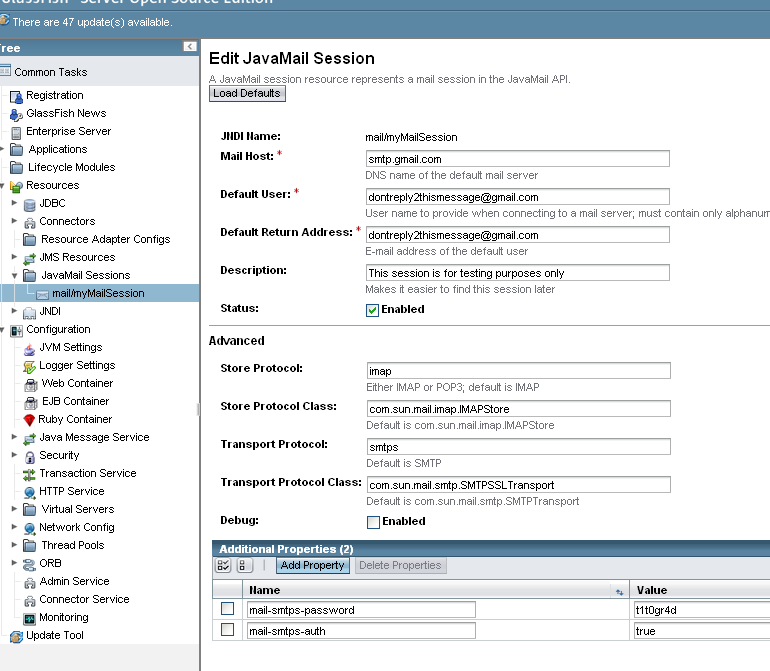 GlassFish™ Server Open Source Edition
There are 47 update(s) available.
Tree
Common Tasks
Registration
GlassFish News
Enterprise Server
Applications
Lifecycle Modules
Resources
JDBC
Connectors
Resource Adapter Configs
JMS Resources
JavaMail Sessions
mail/myMailSession
JNDI
Configuration
JVM Settings
Logger Settings
Web Container
EJB Container
Ruby Container
Java Message Service
Security
Transaction Service
HTTP Service
Virtual Servers
Network Config
Thread Pools
ORB
Admin Service
Connector Service
Monitoring
Update Tool
Edit JavaMail Session
A JavaMail session resource represents a mail session in the JavaMail API.
Load Defaults
JNDI Name: mail/myMailSession
Mail Host: * smtp.gmail.com
DNS name of the default mail server
Default User: * dontreply2thismessage@gmail.com
User name to provide when connecting to a mail server; must contain only alphanum
Default Return Address: * dontreply2thismessage@gmail.com
E-mail address of the default user
Description: This session is for testing purposes only
Makes it easier to find this session later
Status: Enabled
Advanced
Store Protocol: imap
Either IMAP or POP3; default is IMAP
Store Protocol Class: com.sun.mail.imap.IMAPStore
Default is com.sun.mail.imap.IMAPStore
Transport Protocol: smtps
Default is SMTP
Transport Protocol Class: com.sun.mail.smtp.SMTPSSLTransport
Default is com.sun.mail.smtp.SMTPTransport
Debug: Enabled
Additional Properties (2)
Add Property Delete Properties
Name Value
mail-smtps-password t1t0gr4d
mail-smtps-auth true